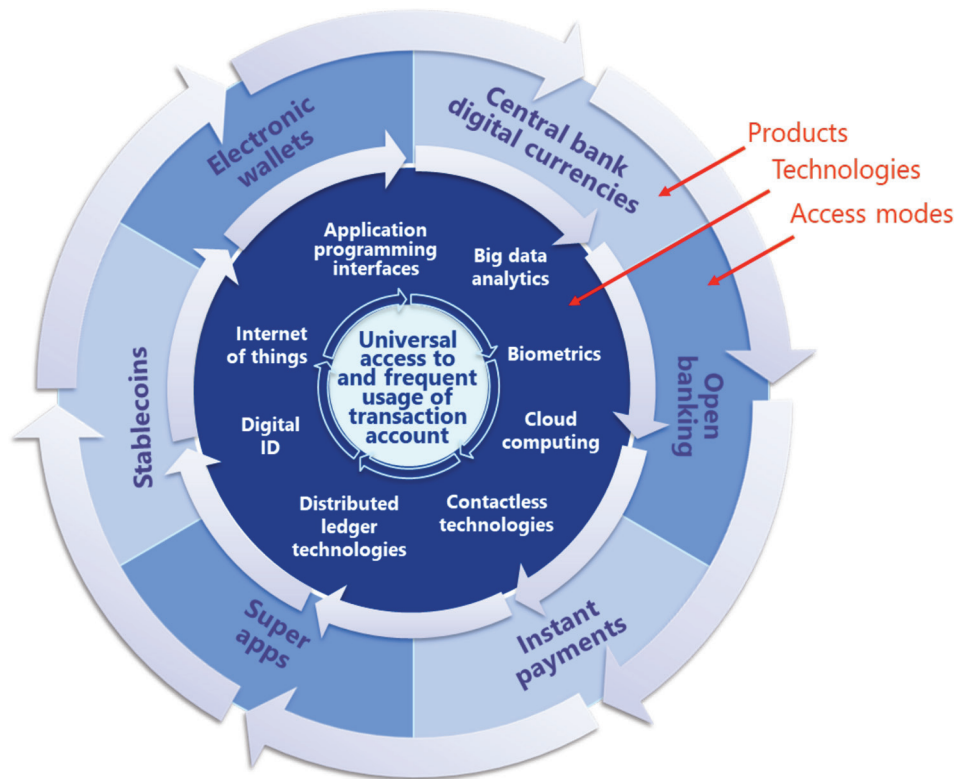 Electronic
wallets
Central bank
digital currencies
Products
Technologies
Access modes
Application
programming
interfaces
Big data
analytics
Internet
of things
Universal
access to
and frequent
usage of
transaction
account
Biometrics
Stablecoins
Open
banking
Digital
ID
Cloud
computing
Distributed
ledger
technologies
Contactless
technologies
Super
apps
Instant
payments